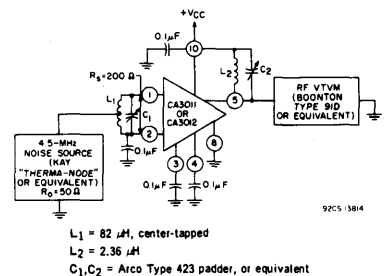 +VCC
0.1μF
10
L2
C2
RS=200 Ω
L1
C1
1
2
CA3011
OR
CA3012
5
8
3
4
0.1μF
0.1μF
0.1μF
RF VTVM
(BOONTON
TYPE 91D
OR EQUIVALENT)
4.5-MHz
NOISE SOURCE
(KAY
"THERMA-NODE"
OR EQUIVALENT)
Ro=50Ω
92CS-13814
L1 = 82 μH, center-tapped
L2 = 2.36 μH
C1,C2 = Arco Type 423 padder, or equivalent